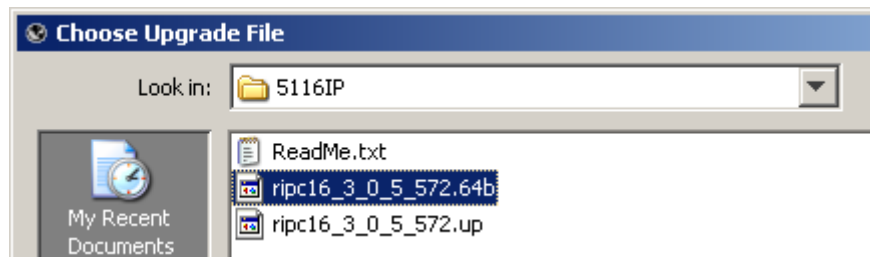 Choose Upgrade File
Look in: 5116IP
ReadMe.txt
ripc16_3_0_5_572.64b
ripc16_3_0_5_572.up
My Recent
Documents